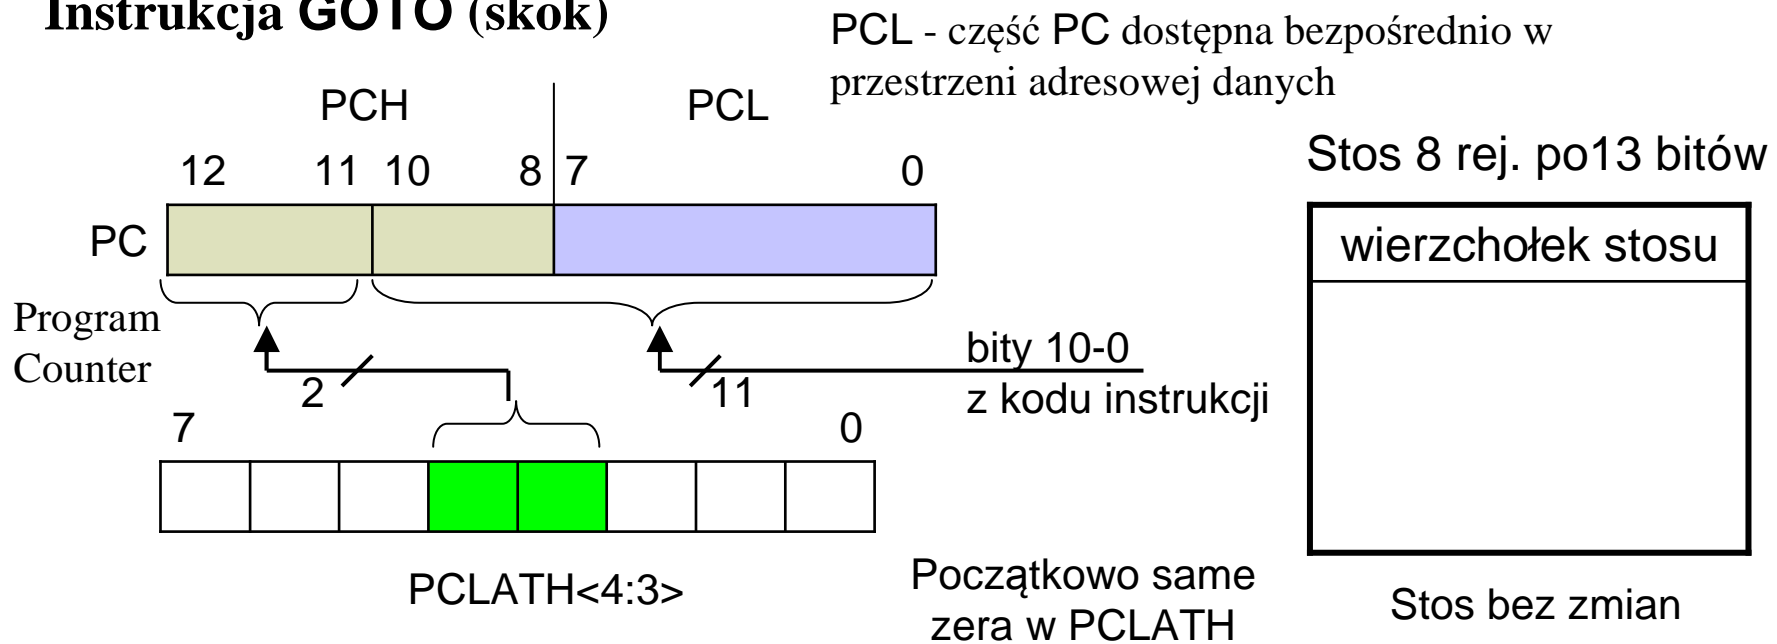 Instrukcja GOTO (skok)
PCL - część PC dostępna bezpośrednio w
przestrzeni adresowej danych
PCH PCL
12 11 10 8 7 0
PC
Program
Counter
2
11
bity 10-0
z kodu instrukcji
7 0
PCLATH<4:3>
Początkowo same
zera w PCLATH
Stos 8 rej. po13 bitów
wierzchołek stosu
Stos bez zmian